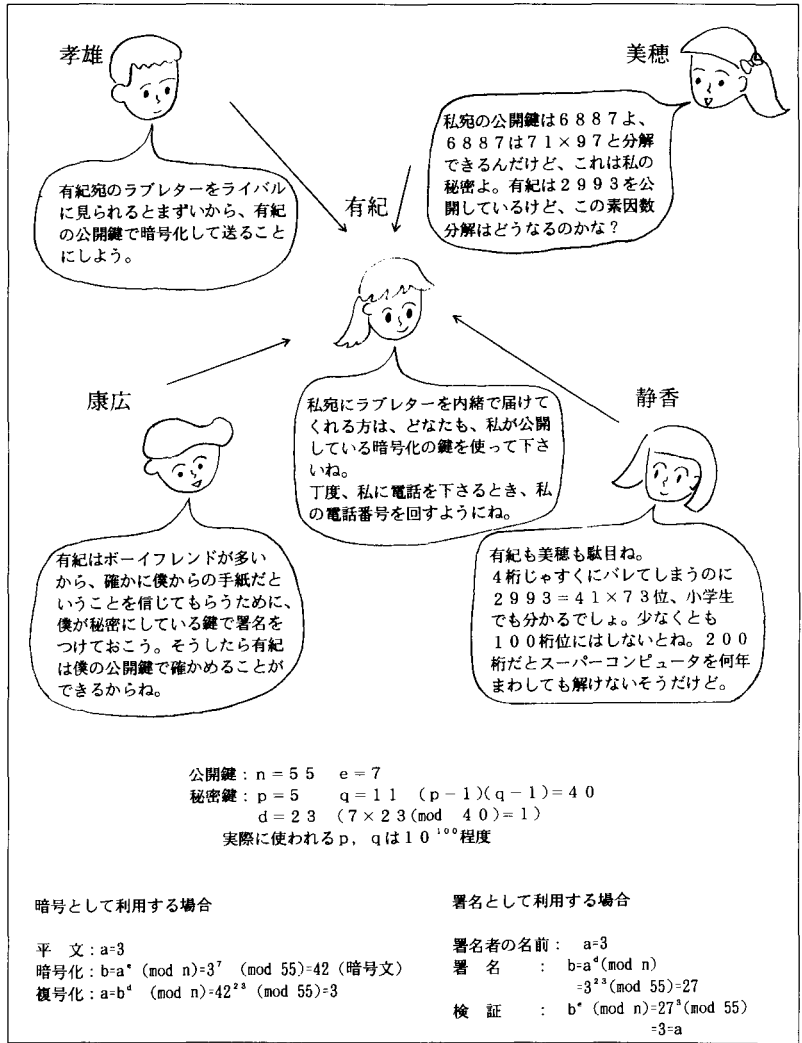 孝雄
美穂
私宛の公開鍵は6887よ、
6887は71×97と分解
できるんだけど、これは私の
秘密よ。有紀は2993を公
開しているけど、この素因数
分解はどうなるのかな？
有紀宛のラブレターをライバル
に見られるとまずいから、有紀
の公開鍵で暗号化して送ること
にしよう。
有紀
私宛にラブレターを内緒で届けて
くれる方は、どなたも、私が公開
している暗号化の鍵を使って下さ
いね。
丁度、私に電話を下さるとき、私
の電話番号を回すようにね。
康広
有紀はボーイフレンドが多い
から、確かに僕からの手紙だと
いうことを信じてもらうために、
僕が秘密にしている鍵で署名を
つけておこう。そうしたら有紀
は僕の公開鍵で確かめることが
できるからね。
静香
有紀も美穂も駄目ね。
4桁じゃすぐにバレてしまうのに
2993=41×73位、小学生
でも分かるでしょ。少なくとも
100桁位にはしないとね。200
桁だとスーパーコンピュータを何年
まわしても解けないそうだけど。
公開鍵：n=55 e=7
秘密鍵：p=5 q=11 (p-1)(q-1)=40
d=23 (7×23(mod 40)=1)
実際に使われるp，qは10¹⁰⁰程度
暗号として利用する場合
平 文：a=3
暗号化：b=aᵉ (mod n)=3⁷ (mod 55)=42 (暗号文)
複号化：a=bᵈ (mod n)=42²³ (mod 55)=3
署名として利用する場合
署名者の名前： a=3
署 名 ： b=aᵈ(mod n)
=3²³(mod 55)=27
検 証 ： bᵉ (mod n)=27³(mod 55)
=3=a